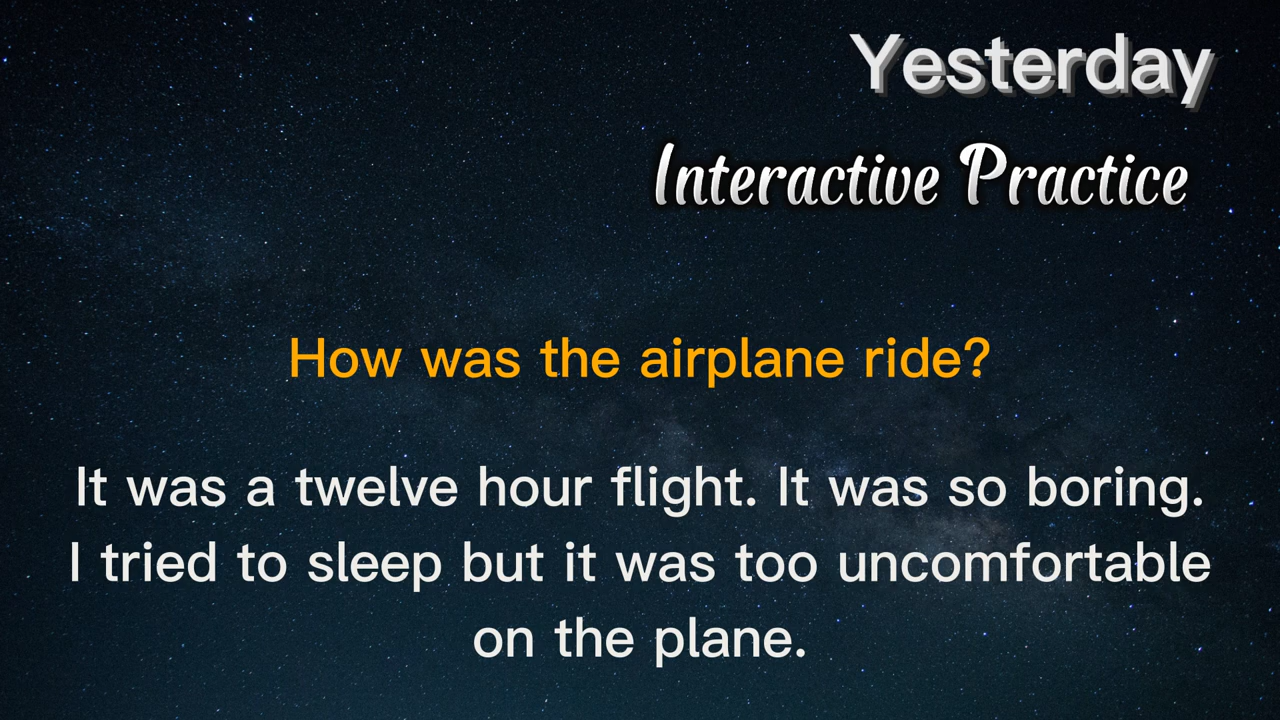 Yesterday
Interactive Practice
How was the airplane ride?
It was a twelve hour flight. It was so boring.
I tried to sleep but it was too uncomfortable
on the plane.